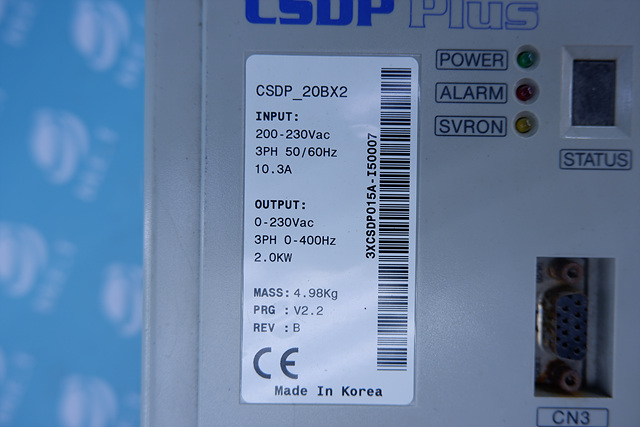 CSDP Plus
CSDP_20BX2
INPUT:
200-230Vac
3PH 50/60Hz
10.3A
OUTPUT:
0-230Vac
3PH 0-400Hz
2.0KW
MASS: 4.98Kg
PRG : V2.2
REV : B
CE
Made In Korea
3XCSDP015A-I50007
POWER
ALARM
SVRON
STATUS
CN3